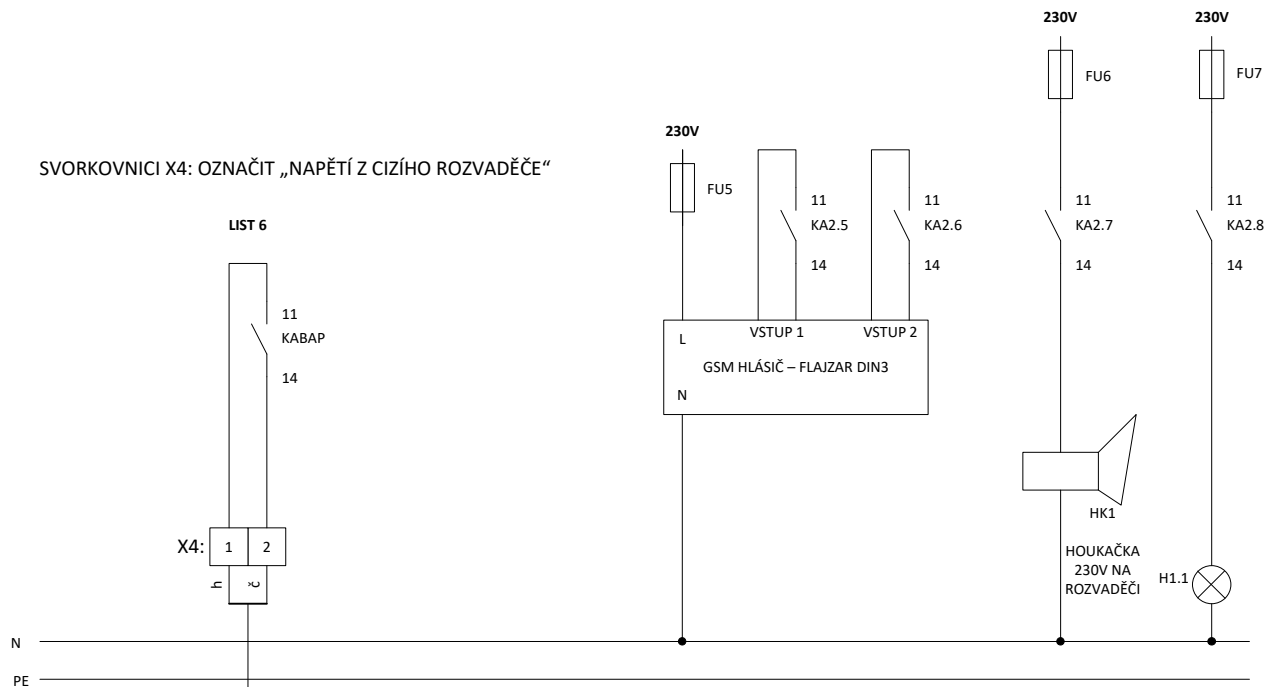 230V
230V
FU6
FU7
230V
SVORKOVNICI X4: OZNAČIT „NAPĚTÍ Z CIZÍHO ROZVADĚČE“
FU5
LIST 6
11
KA2.5
14
11
KA2.6
14
11
KA2.7
14
11
KA2.8
14
11
KABAP
14
L
VSTUP 1
VSTUP 2
GSM HLÁSIČ – FLAJZAR DIN3
N
HK1
X4:
1
2
HOUKAČKA
230V NA
ROZVADĚČI
h
č
H1.1
N
PE